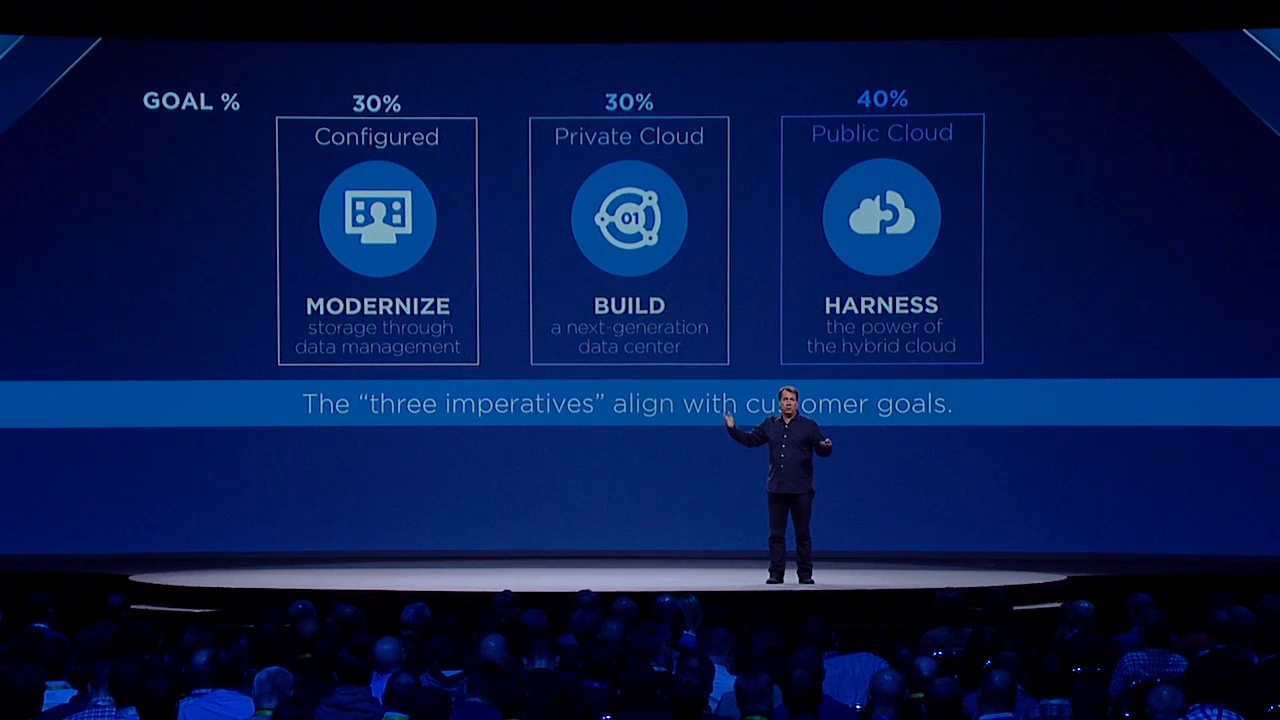 GOAL %
30%
Configured
MODERNIZE
storage through
data management
30%
Private Cloud
01
BUILD
a next-generation
data center
40%
Public Cloud
HARNESS
the power of
the hybrid cloud
The “three imperatives” align with cu omer goals.